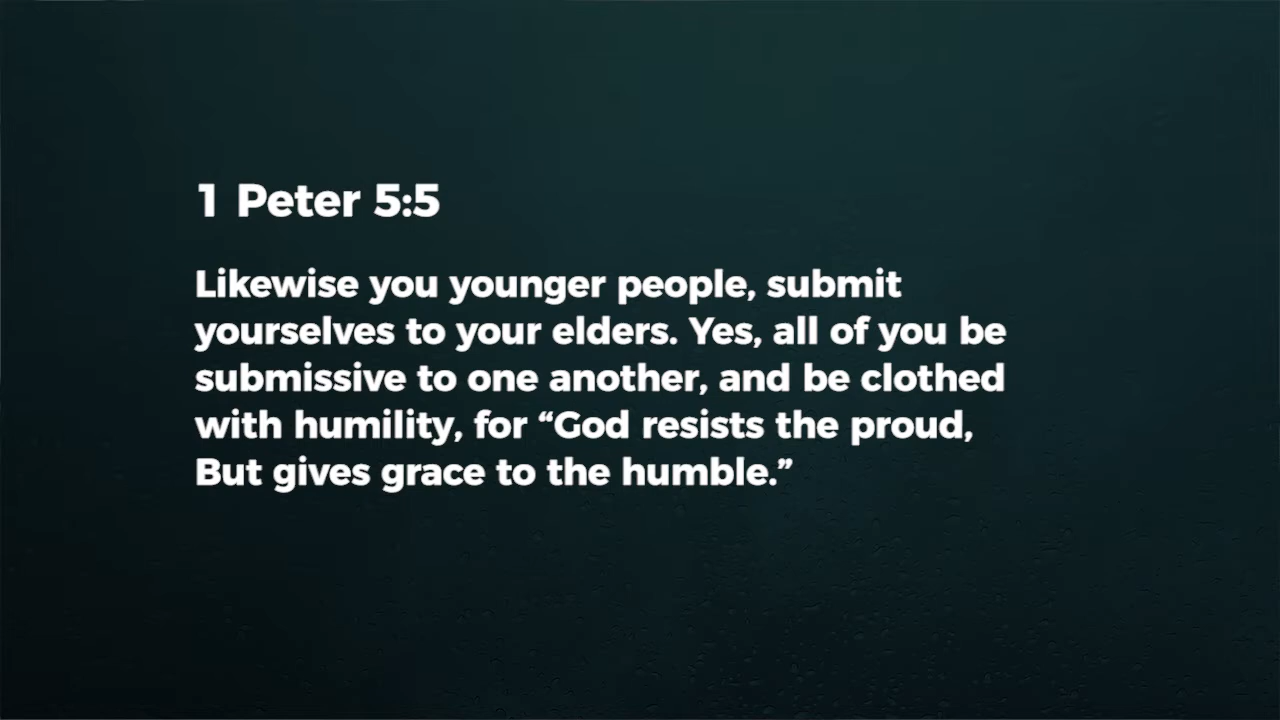 1 Peter 5:5
Likewise you younger people, submit
yourselves to your elders. Yes, all of you be
submissive to one another, and be clothed
with humility, for “God resists the proud,
But gives grace to the humble.”